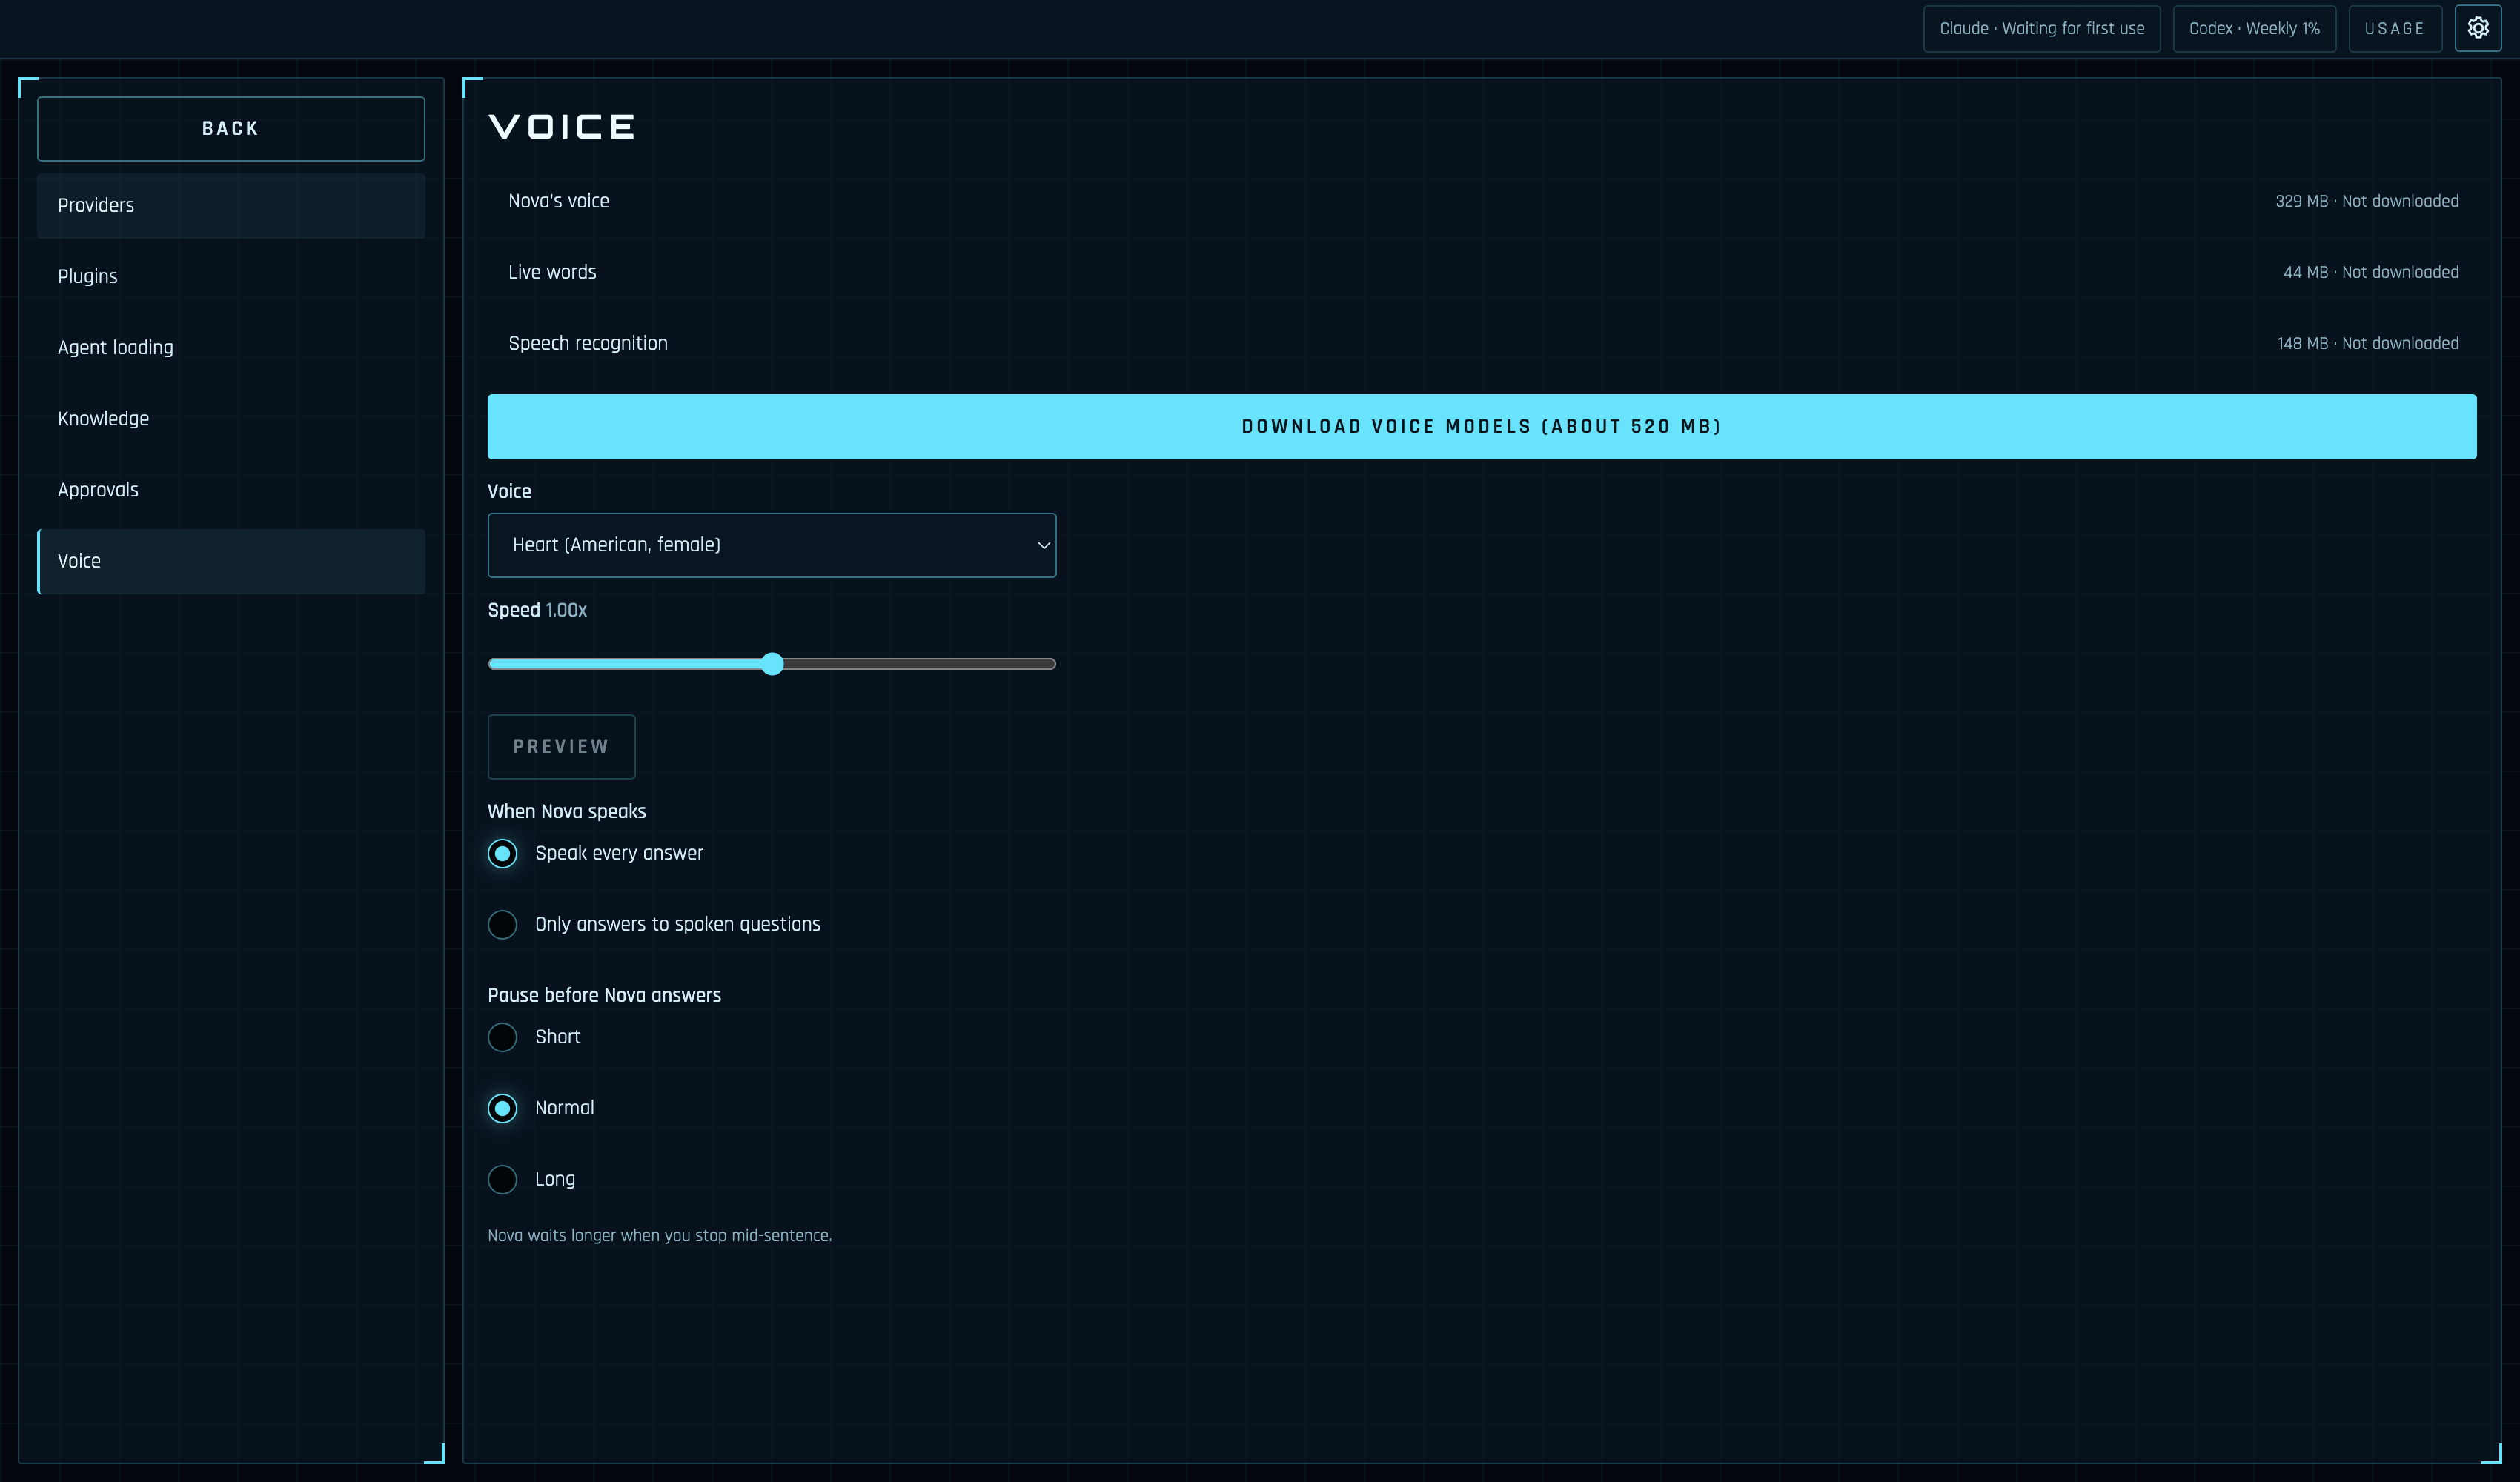 Claude · Waiting for first use
Codex · Weekly 1%
USAGE
BACK
Providers
Plugins
Agent loading
Knowledge
Approvals
Voice
VOICE
Nova's voice
329 MB · Not downloaded
Live words
44 MB · Not downloaded
Speech recognition
148 MB · Not downloaded
DOWNLOAD VOICE MODELS (ABOUT 520 MB)
Voice
Heart (American, female)
Speed 1.00x
PREVIEW
When Nova speaks
Speak every answer
Only answers to spoken questions
Pause before Nova answers
Short
Normal
Long
Nova waits longer when you stop mid-sentence.